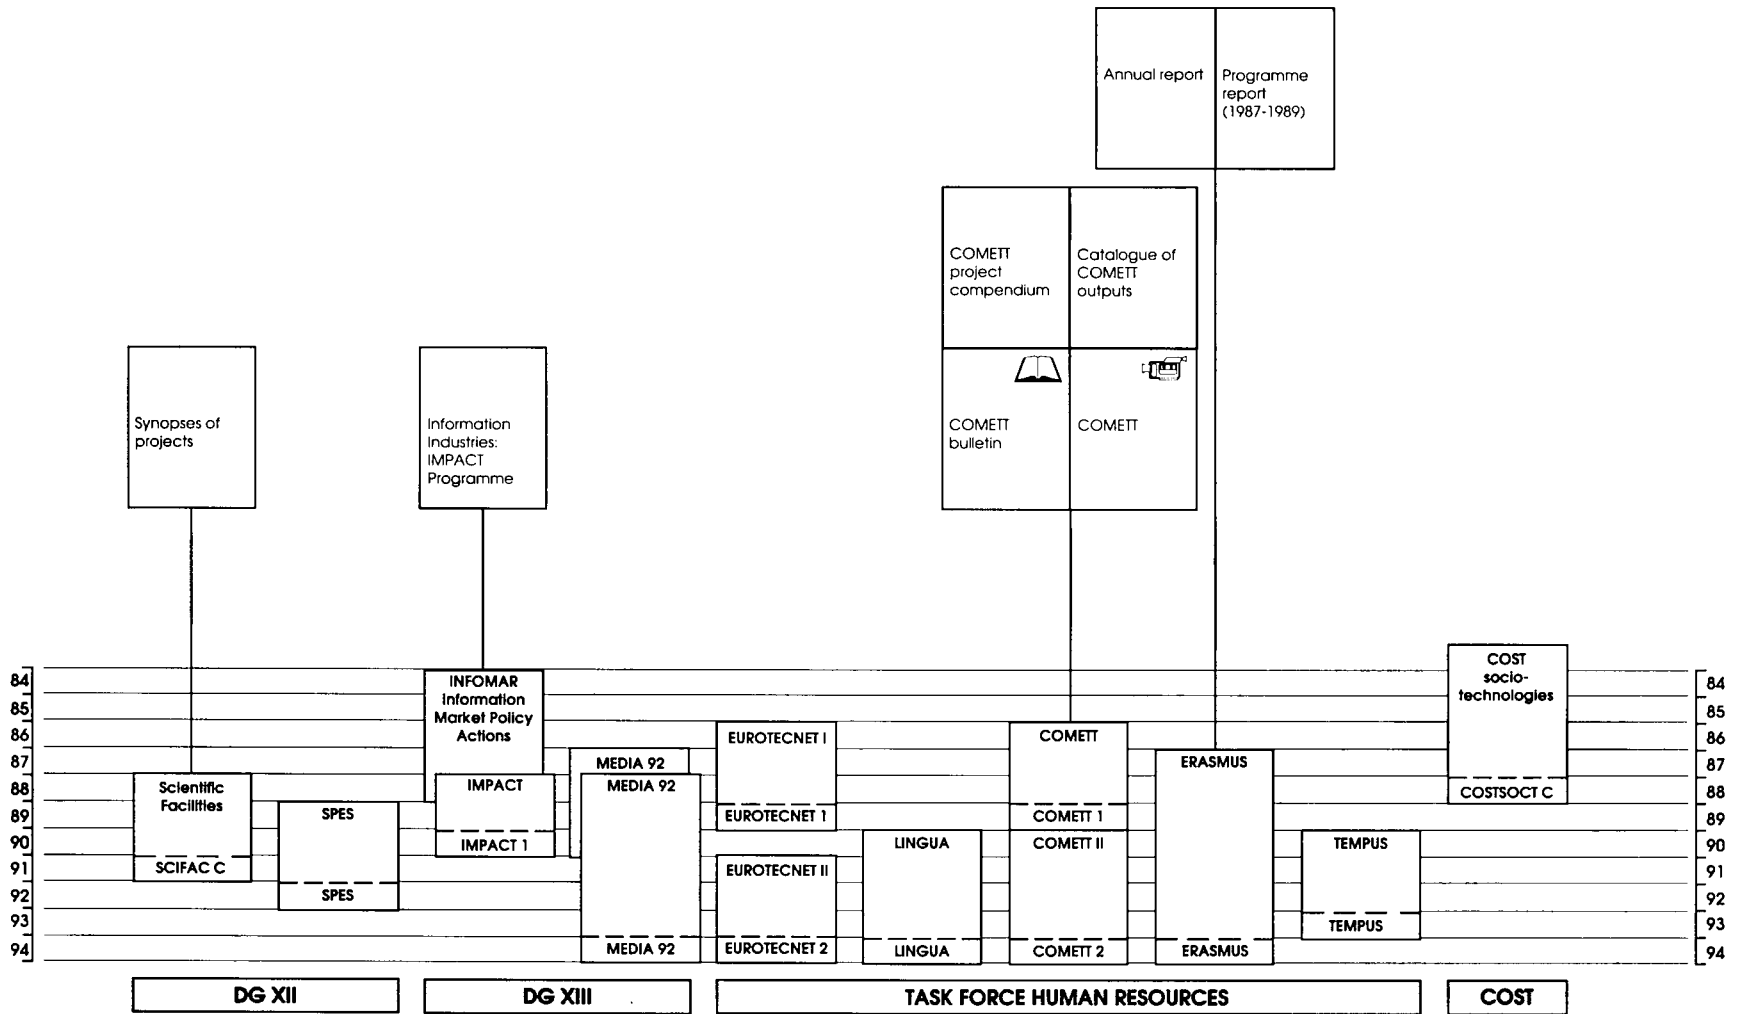 Annual report
Programme
report
(1987-1989)
COMETT
project
compendium
Catalogue of
COMETT
outputs
COMETT
bulletin
COMETT
Synopses of
projects
Information
Industries:
IMPACT
Programme
84
85
86
87
88
89
90
91
92
93
94
Scientific
Facilities
SCIFAC C
SPES
SPES
INFOMAR
Information
Market Policy
Actions
IMPACT
IMPACT 1
MEDIA 92
MEDIA 92
MEDIA 92
EUROTECNET I
EUROTECNET 1
EUROTECNET II
EUROTECNET 2
LINGUA
LINGUA
COMETT
COMETT 1
COMETT II
COMETT 2
ERASMUS
ERASMUS
TEMPUS
TEMPUS
COST
socio-
technologies
COSTSOCT C
84
85
86
87
88
89
90
91
92
93
94
DG XII
DG XIII
TASK FORCE HUMAN RESOURCES
COST